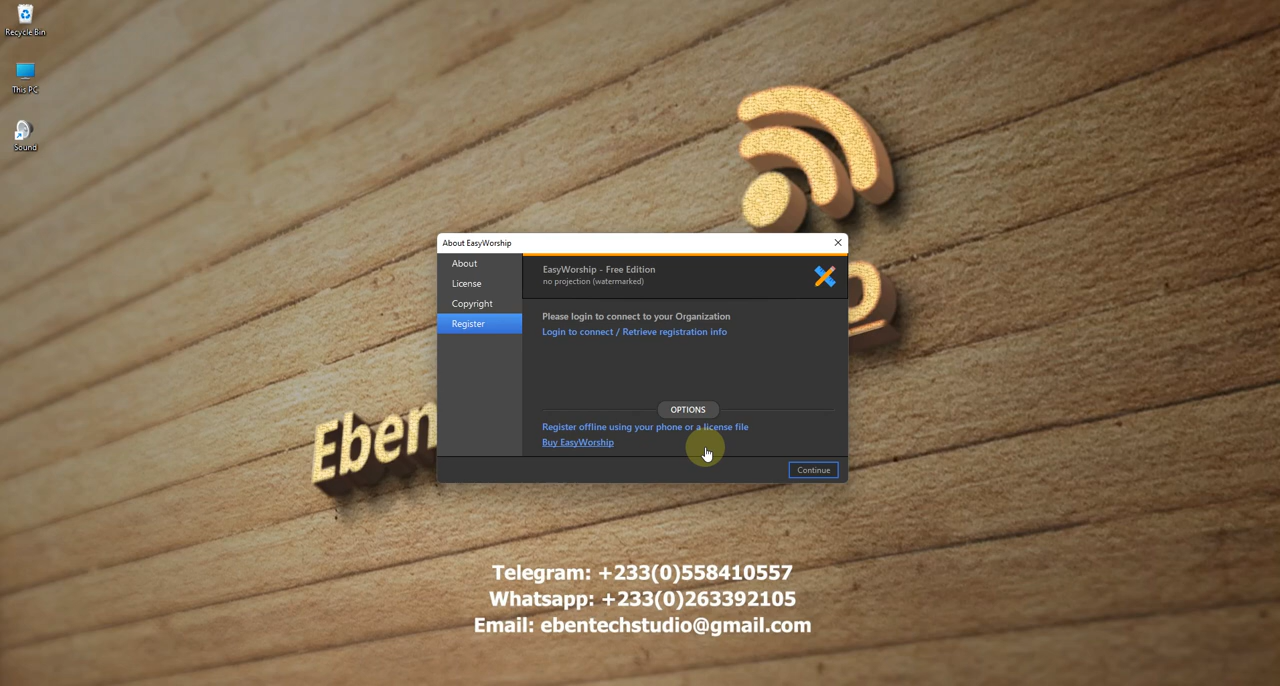 Recycle Bin
This PC
Sound
About EasyWorship
About
License
Copyright
Register
EasyWorship - Free Edition
no projection (watermarked)
Please login to connect to your Organization
Login to connect / Retrieve registration info
OPTIONS
Register offline using your phone or a license file
Buy EasyWorship
Continue
Eben
Telegram: +233(0)558410557
Whatsapp: +233(0)263392105
Email: ebentechstudio@gmail.com